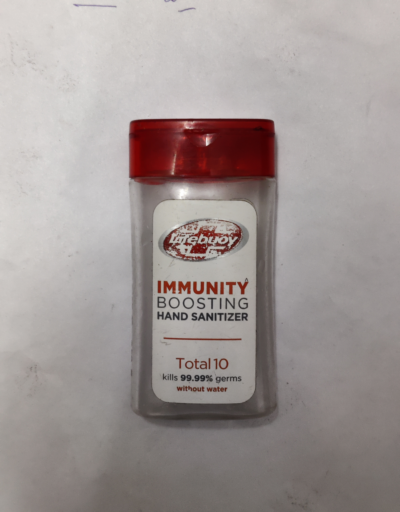 Lifebuoy
IMMUNITY
BOOSTING
HAND SANITIZER
Total 10
kills 99.99% germs
without water